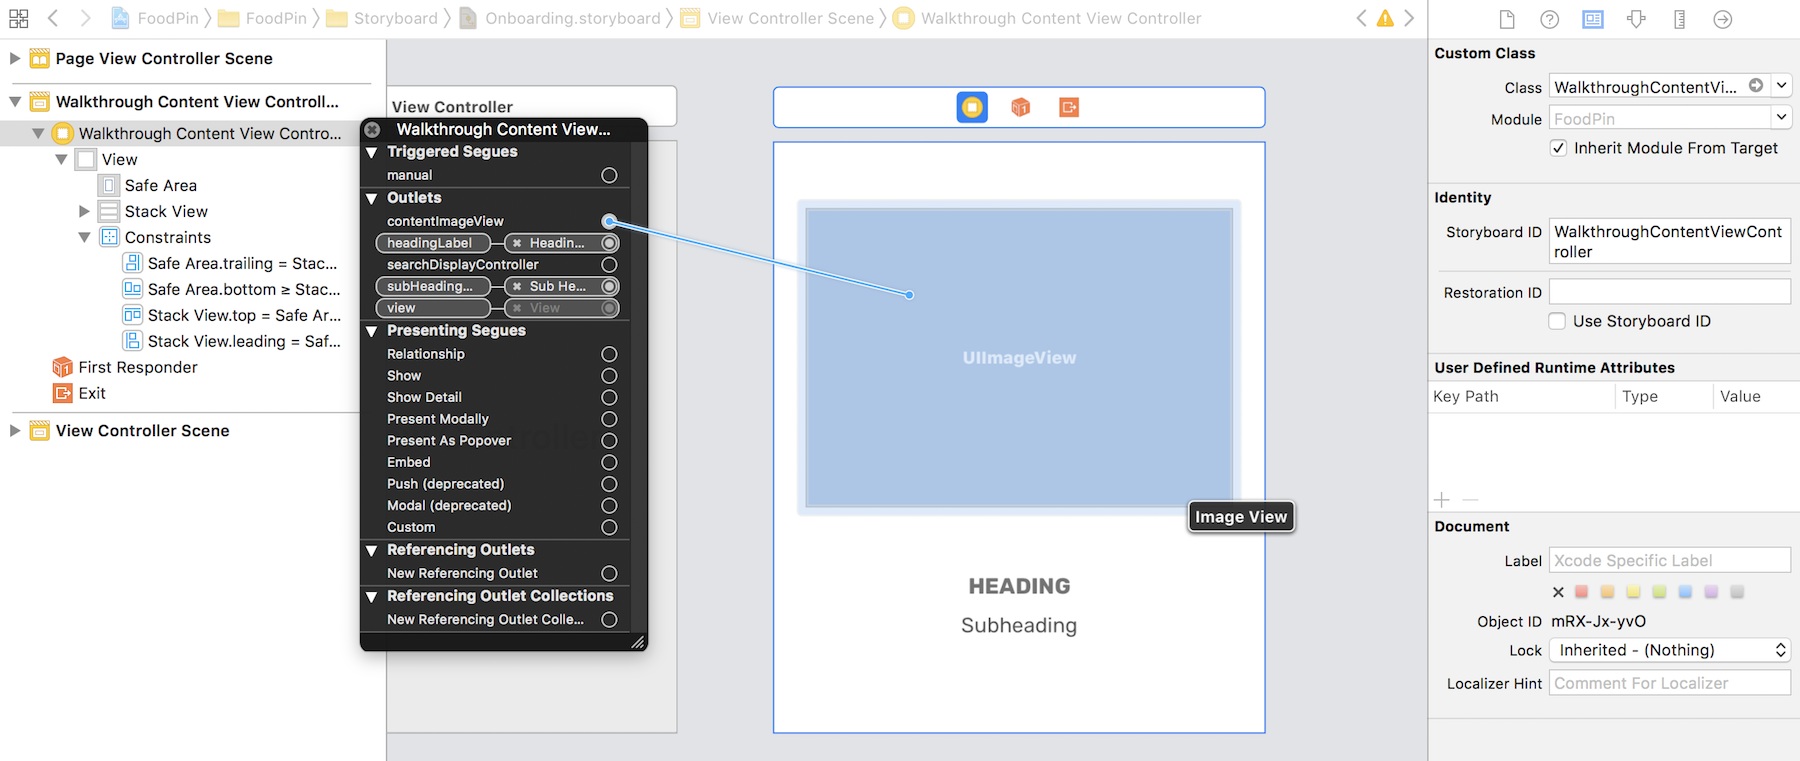 FoodPin FoodPin Storyboard Onboarding.storyboard View Controller Scene Walkthrough Content View Controller
Page View Controller Scene
Walkthrough Content View Controll...
Walkthrough Content View Contro...
View
Safe Area
Stack View
Constraints
Safe Area.trailing = Stac...
Safe Area.bottom ≥ Stac...
Stack View.top = Safe Ar...
Stack View.leading = Saf...
First Responder
Exit
View Controller Scene
View Controller
Walkthrough Content View...
Triggered Segues
manual
Outlets
contentImageView
headingLabel Headin...
searchDisplayController
subHeading... Sub He...
view View
Presenting Segues
Relationship
Show
Show Detail
Present Modally
Present As Popover
Embed
Push (deprecated)
Modal (deprecated)
Custom
Referencing Outlets
New Referencing Outlet
Referencing Outlet Collections
New Referencing Outlet Colle...
UIImageView
Image View
HEADING
Subheading
Custom Class
Class WalkthroughContentVi...
Module FoodPin
Inherit Module From Target
Identity
Storyboard ID WalkthroughContentViewCont
roller
Restoration ID
Use Storyboard ID
User Defined Runtime Attributes
Key Path Type Value
Document
Label Xcode Specific Label
Object ID mRX-Jx-yvO
Lock Inherited - (Nothing)
Localizer Hint Comment For Localizer